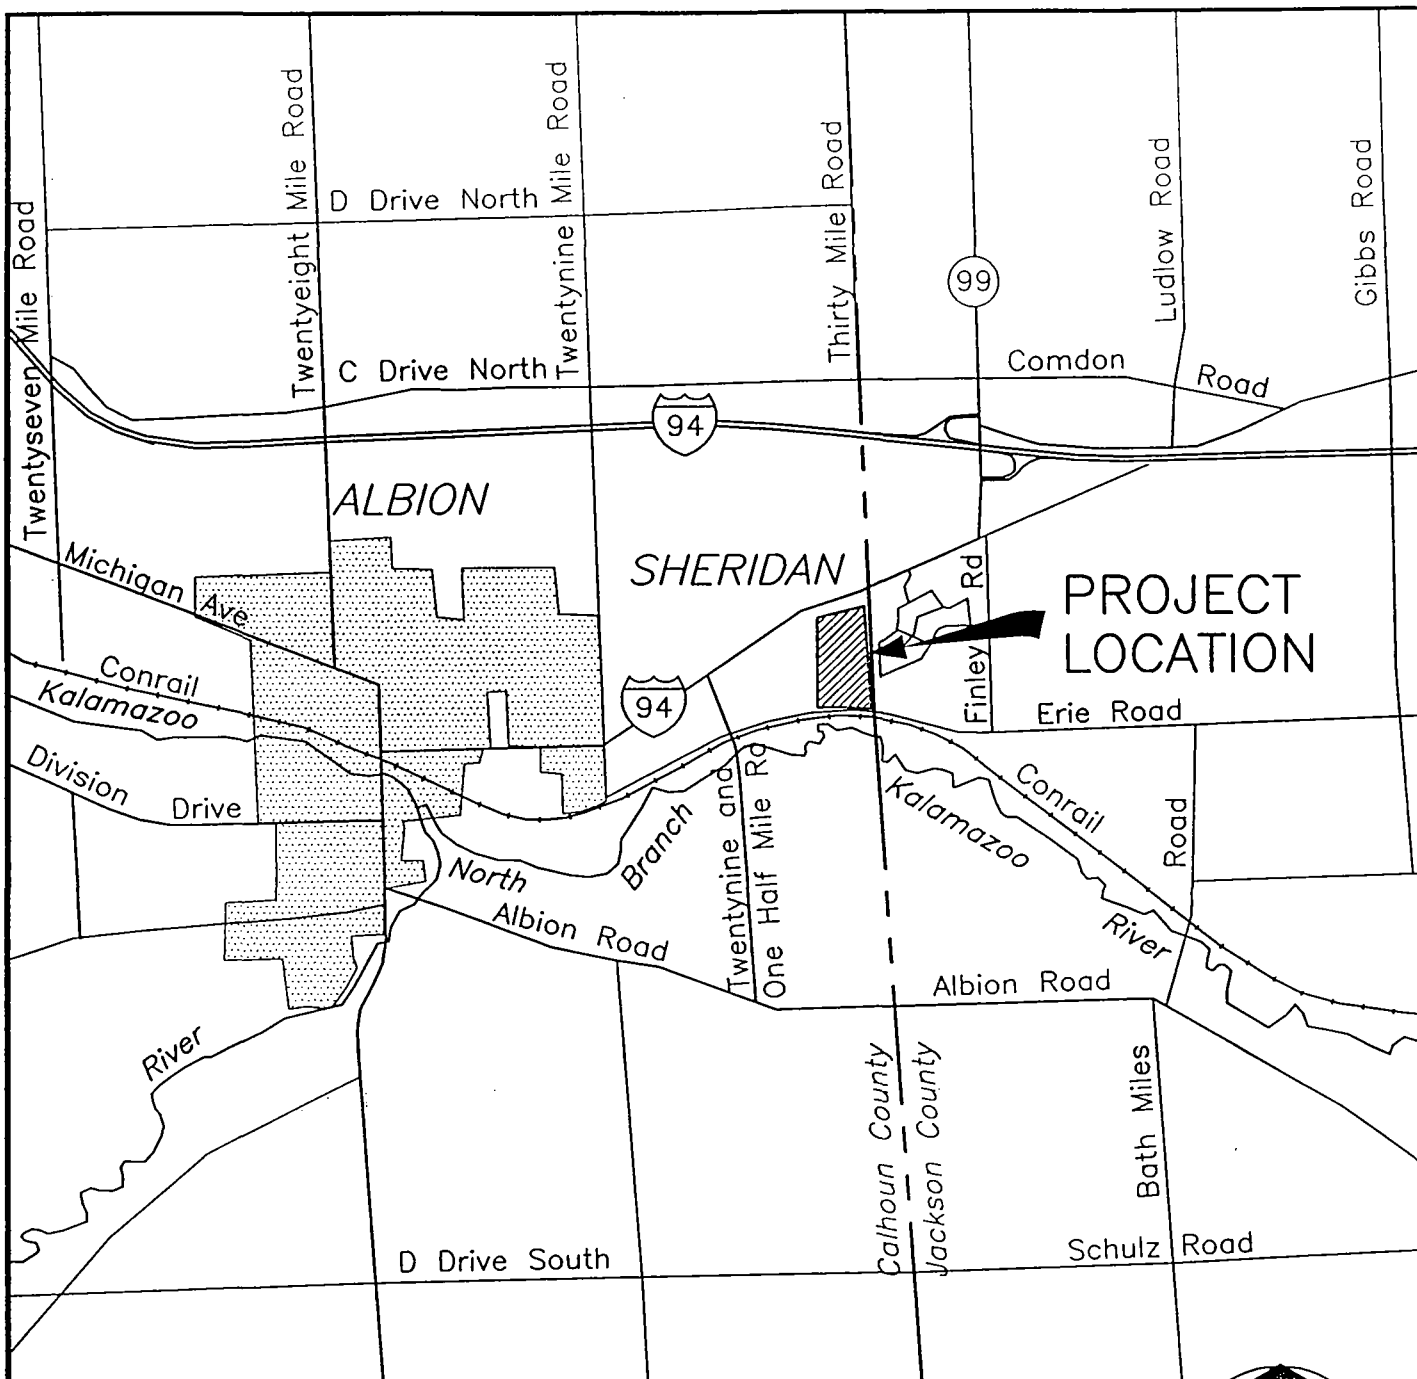 Twentyseven Mile Road
Twentyeight Mile Road
Twentynine Mile Road
Thirty Mile Road
99
Ludlow Road
Gibbs Road
D Drive North
C Drive North
Comdon Road
94
ALBION
SHERIDAN
Michigan Ave
Finley Rd
PROJECT
LOCATION
Conrail
Kalamazoo
94
Erie Road
Division Drive
Twentynine and
One Half Mile Rd
Kalamazoo
Conrail
Road
North
Branch
Albion Road
River
Albion Road
River
Calhoun County
Jackson County
Bath Miles
D Drive South
Schulz Road